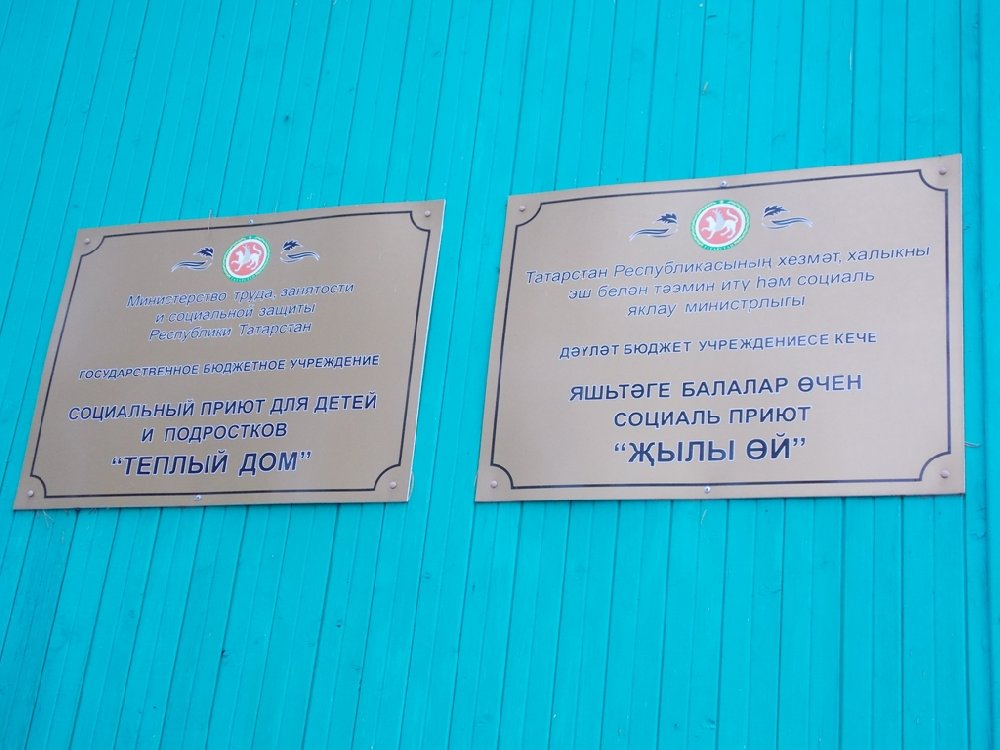 Министерство труда, занятости
и социальной защиты
Республики Татарстан
ГОСУДАРСТВЕННОЕ БЮДЖЕТНОЕ УЧРЕЖДЕНИЕ
СОЦИАЛЬНЫЙ ПРИЮТ ДЛЯ ДЕТЕЙ
И ПОДРОСТКОВ
“ТЕПЛЫЙ ДОМ”
Татарстан Республикасының хезмәт, халыкны
эш белән тәэмин итү һәм социаль
яклау министрлыгы
ДӘҮЛӘТ БЮДЖЕТ УЧРЕЖДЕНИЕСЕ КЕЧЕ
ЯШЬТӘГЕ БАЛАЛАР ӨЧЕН
СОЦИАЛЬ ПРИЮТ
“ҖЫЛЫ ӨЙ”